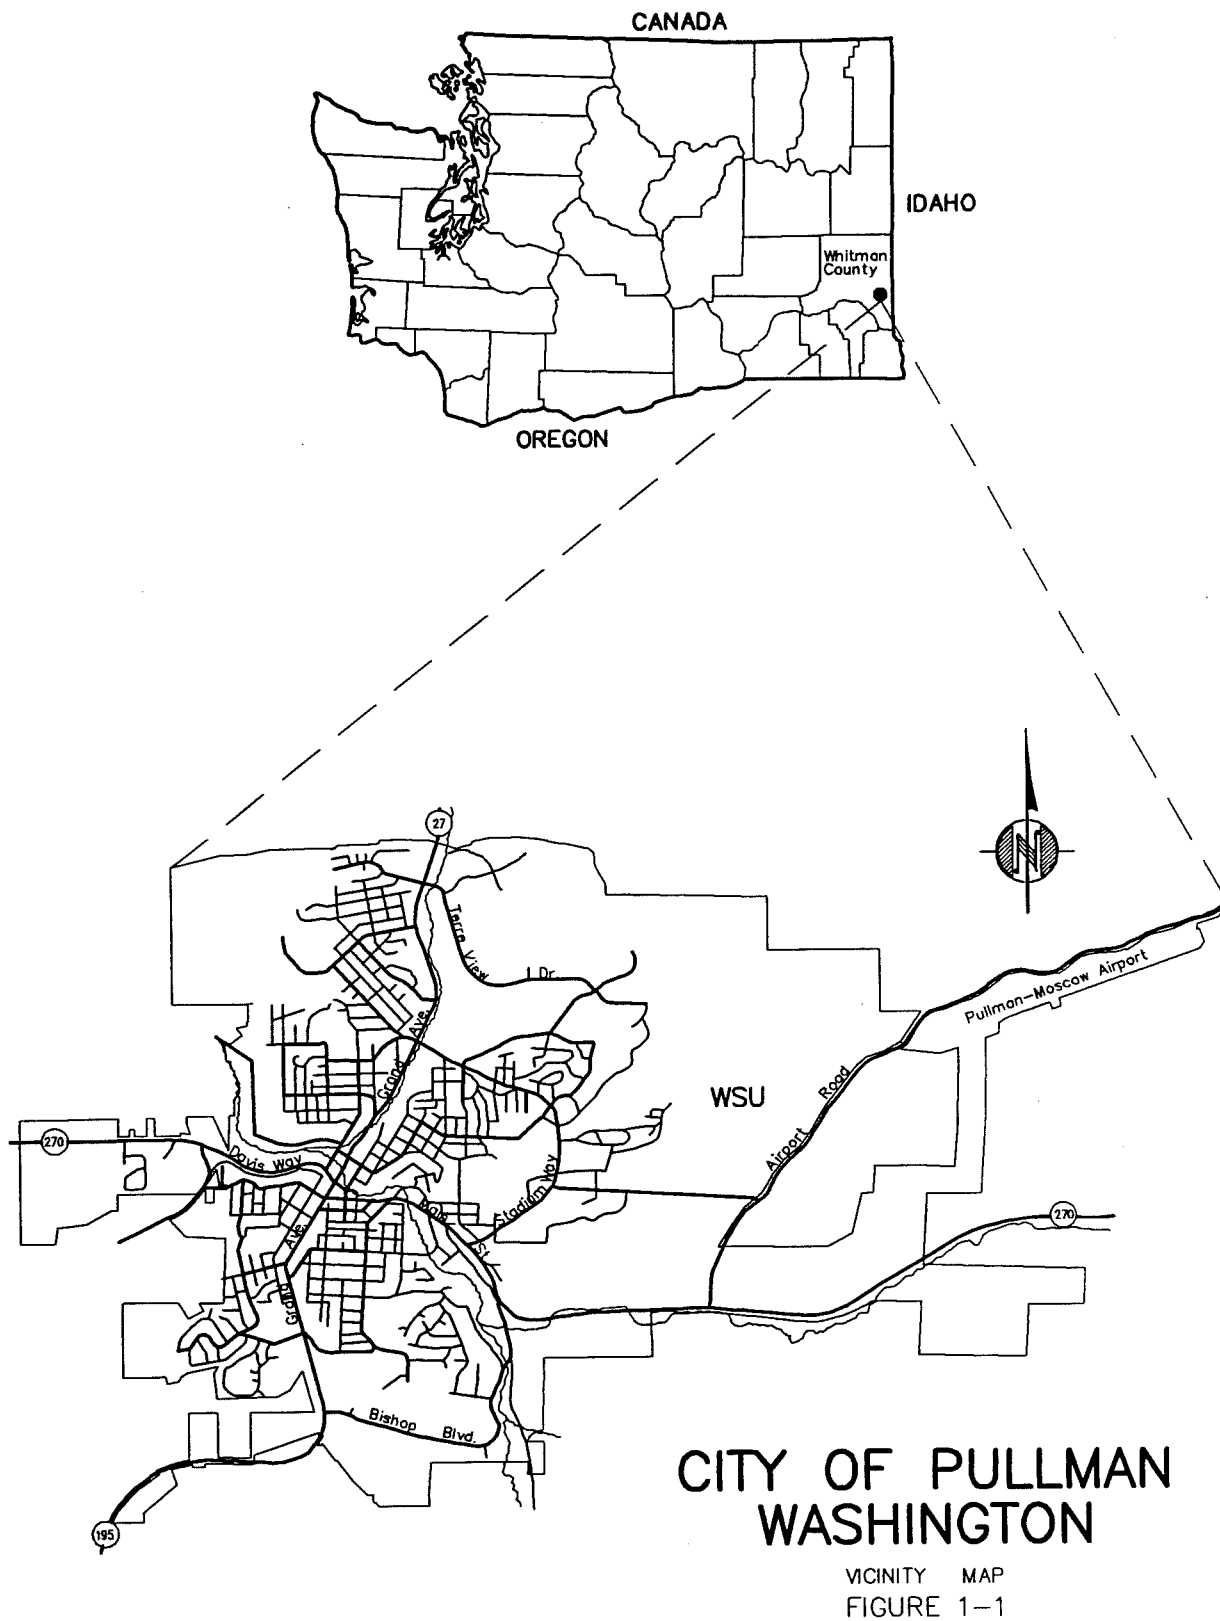 CANADA
IDAHO
Whitman
County
OREGON
27
N
Terre View Dr.
Pullman-Moscow Airport
Grand Ave.
WSU
Airport Road
270
Davis Way
Stadium Way
Main St.
270
Grand Ave.
Bishop Blvd.
195
CITY OF PULLMAN
WASHINGTON
VICINITY MAP
FIGURE 1-1